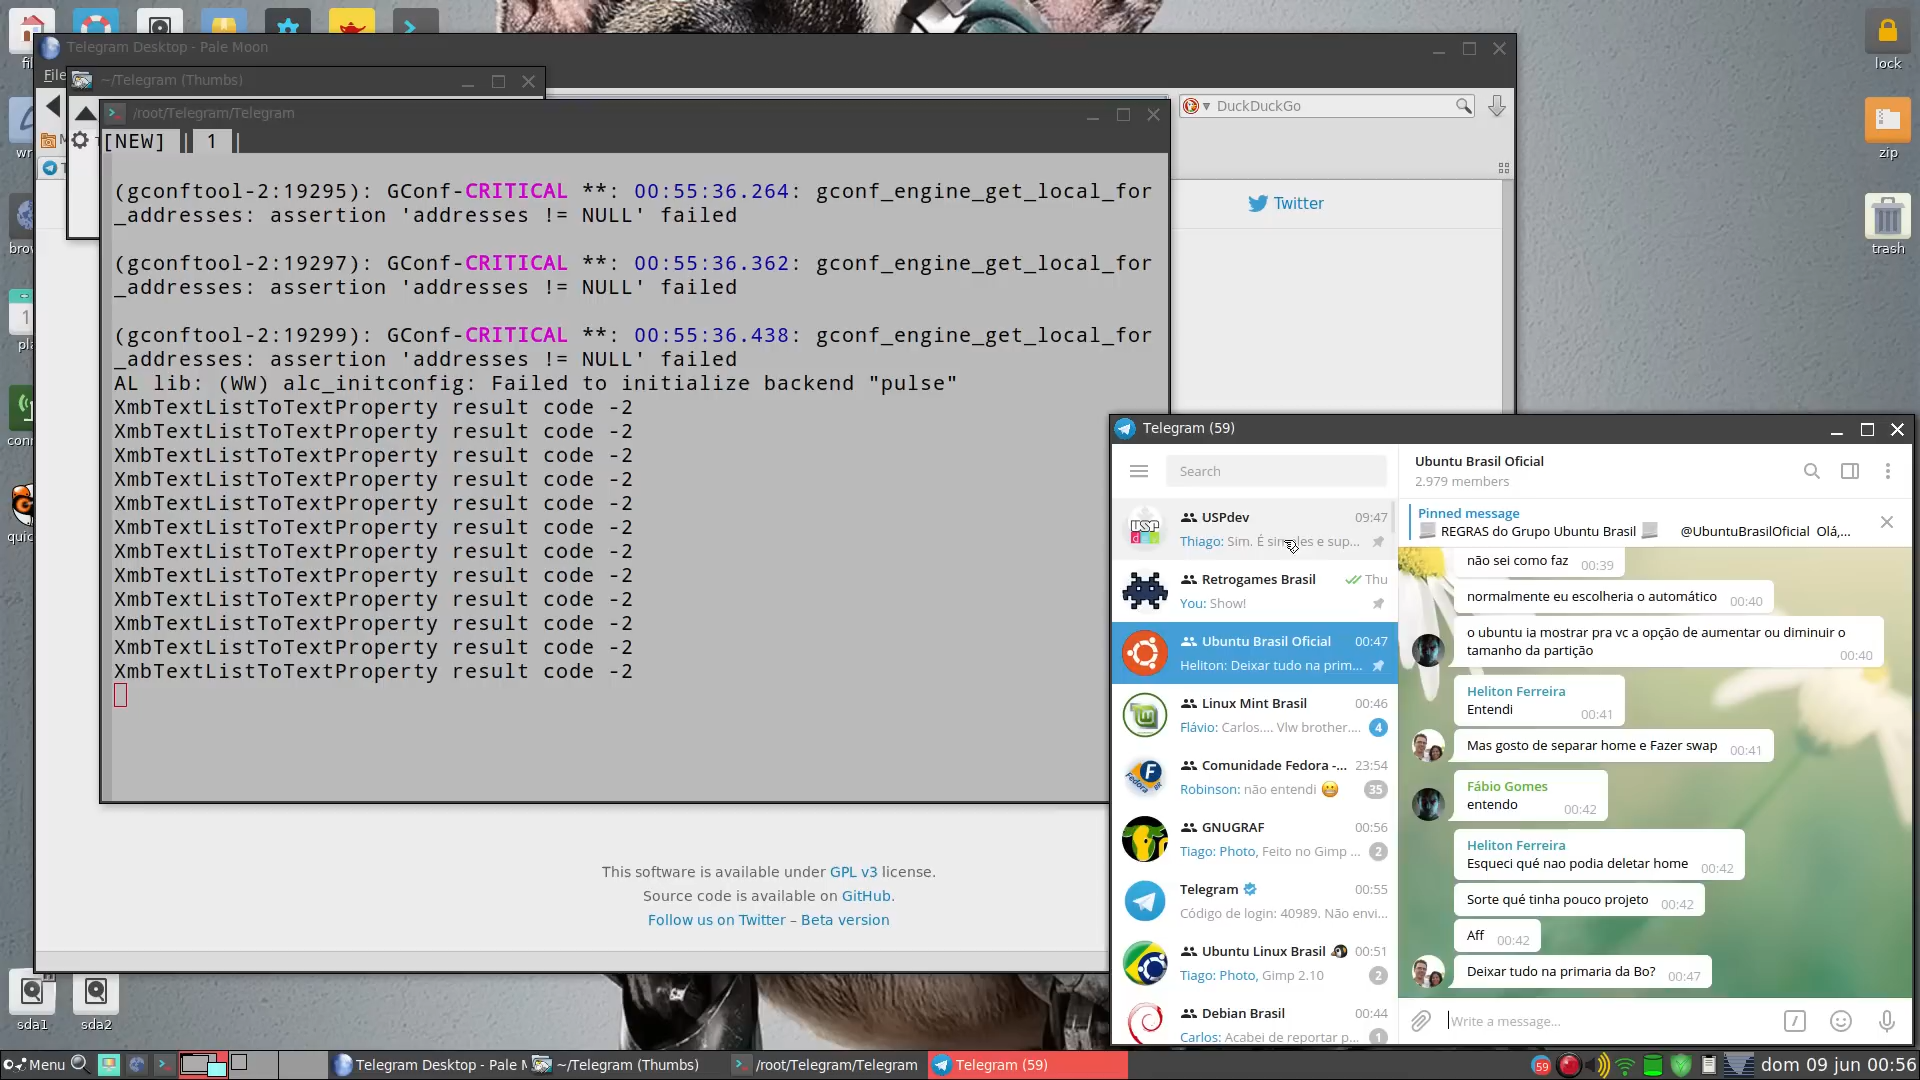 lock
zip
trash
sda1
sda2
Telegram Desktop - Pale Moon
File
DuckDuckGo
Twitter
~/Telegram (Thumbs)
/root/Telegram/Telegram
[NEW] | 1 |
(gconftool-2:19295): GConf-CRITICAL **: 00:55:36.264: gconf_engine_get_local_for
_addresses: assertion 'addresses != NULL' failed
(gconftool-2:19297): GConf-CRITICAL **: 00:55:36.362: gconf_engine_get_local_for
_addresses: assertion 'addresses != NULL' failed
(gconftool-2:19299): GConf-CRITICAL **: 00:55:36.438: gconf_engine_get_local_for
_addresses: assertion 'addresses != NULL' failed
AL lib: (WW) alc_initconfig: Failed to initialize backend "pulse"
XmbTextListToTextProperty result code -2
XmbTextListToTextProperty result code -2
XmbTextListToTextProperty result code -2
XmbTextListToTextProperty result code -2
XmbTextListToTextProperty result code -2
XmbTextListToTextProperty result code -2
XmbTextListToTextProperty result code -2
XmbTextListToTextProperty result code -2
XmbTextListToTextProperty result code -2
XmbTextListToTextProperty result code -2
XmbTextListToTextProperty result code -2
XmbTextListToTextProperty result code -2
This software is available under GPL v3 license.
Source code is available on GitHub.
Follow us on Twitter – Beta version
Telegram (59)
Search
USPdev 09:47
Thiago: Sim. É simples e sup...
Retrogames Brasil Thu
You: Show!
Ubuntu Brasil Oficial 00:47
Heliton: Deixar tudo na prim...
Linux Mint Brasil 00:46
Flávio: Carlos.... Vlw brother.... 4
Comunidade Fedora -... 23:54
Robinson: não entendi 😬 35
GNUGRAF 00:56
Tiago: Photo, Feito no Gimp ... 2
Telegram 00:55
Código de login: 40989. Não envi...
Ubuntu Linux Brasil 🐧 00:51
Tiago: Photo, Gimp 2.10 2
Debian Brasil 00:44
Carlos: Acabei de reportar p... 1
Ubuntu Brasil Oficial
2.979 members
Pinned message
REGRAS do Grupo Ubuntu Brasil @UbuntuBrasilOficial Olá,...
não sei como faz 00:39
normalmente eu escolheria o automático 00:40
o ubuntu ia mostrar pra vc a opção de aumentar ou diminuir o
tamanho da partição 00:40
Heliton Ferreira
Entendi 00:41
Mas gosto de separar home e Fazer swap 00:41
Fábio Gomes
entendo 00:42
Heliton Ferreira
Esqueci qué nao podia deletar home 00:42
Sorte qué tinha pouco projeto 00:42
Aff 00:42
Deixar tudo na primaria da Bo? 00:47
Write a message...
Menu
Telegram Desktop - Pale M
~/Telegram (Thumbs)
/root/Telegram/Telegram
Telegram (59)
59
dom 09 jun 00:56